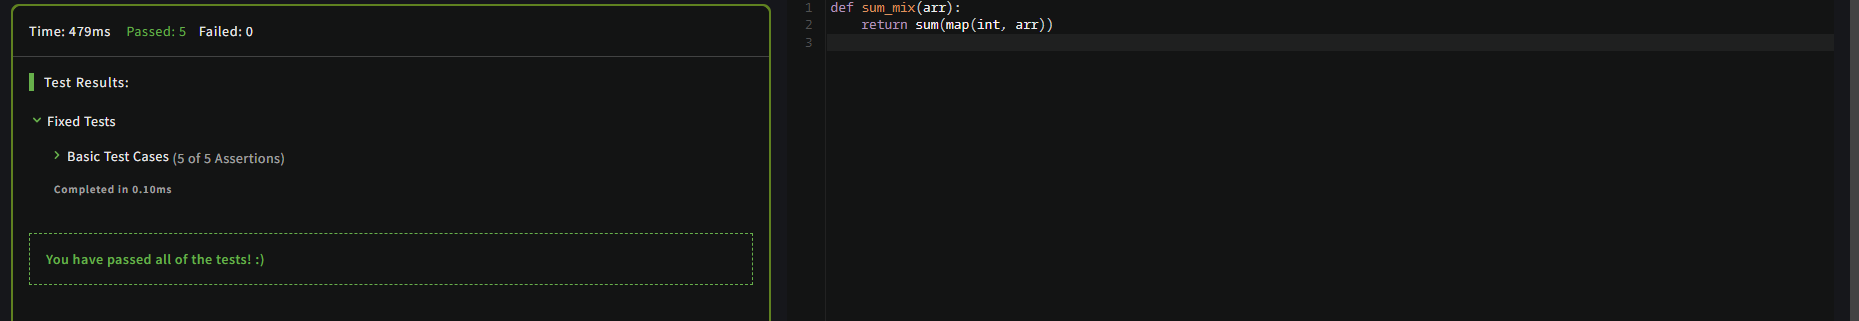 Time: 479ms Passed: 5 Failed: 0
Test Results:
Fixed Tests
Basic Test Cases (5 of 5 Assertions)
Completed in 0.10ms
You have passed all of the tests! :)
1 def sum_mix(arr):
2     return sum(map(int, arr))
3